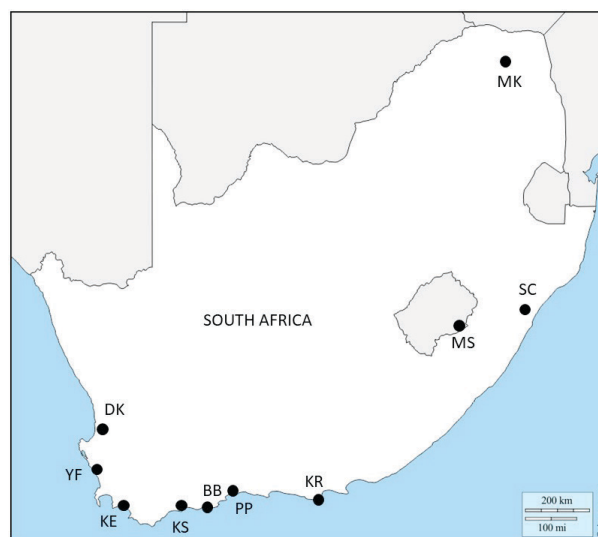 MK
SC
SOUTH AFRICA
MS
DK
YF
KR
BB
PP
KE
KS
200 km
100 mi